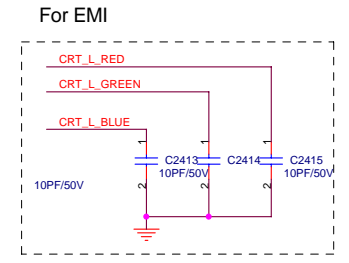 For EMI
CRT_L_RED
CRT_L_GREEN
CRT_L_BLUE
1 1 1
C2413 C2414 C2415
10PF/50V 10PF/50V
10PF/50V
2 2 2